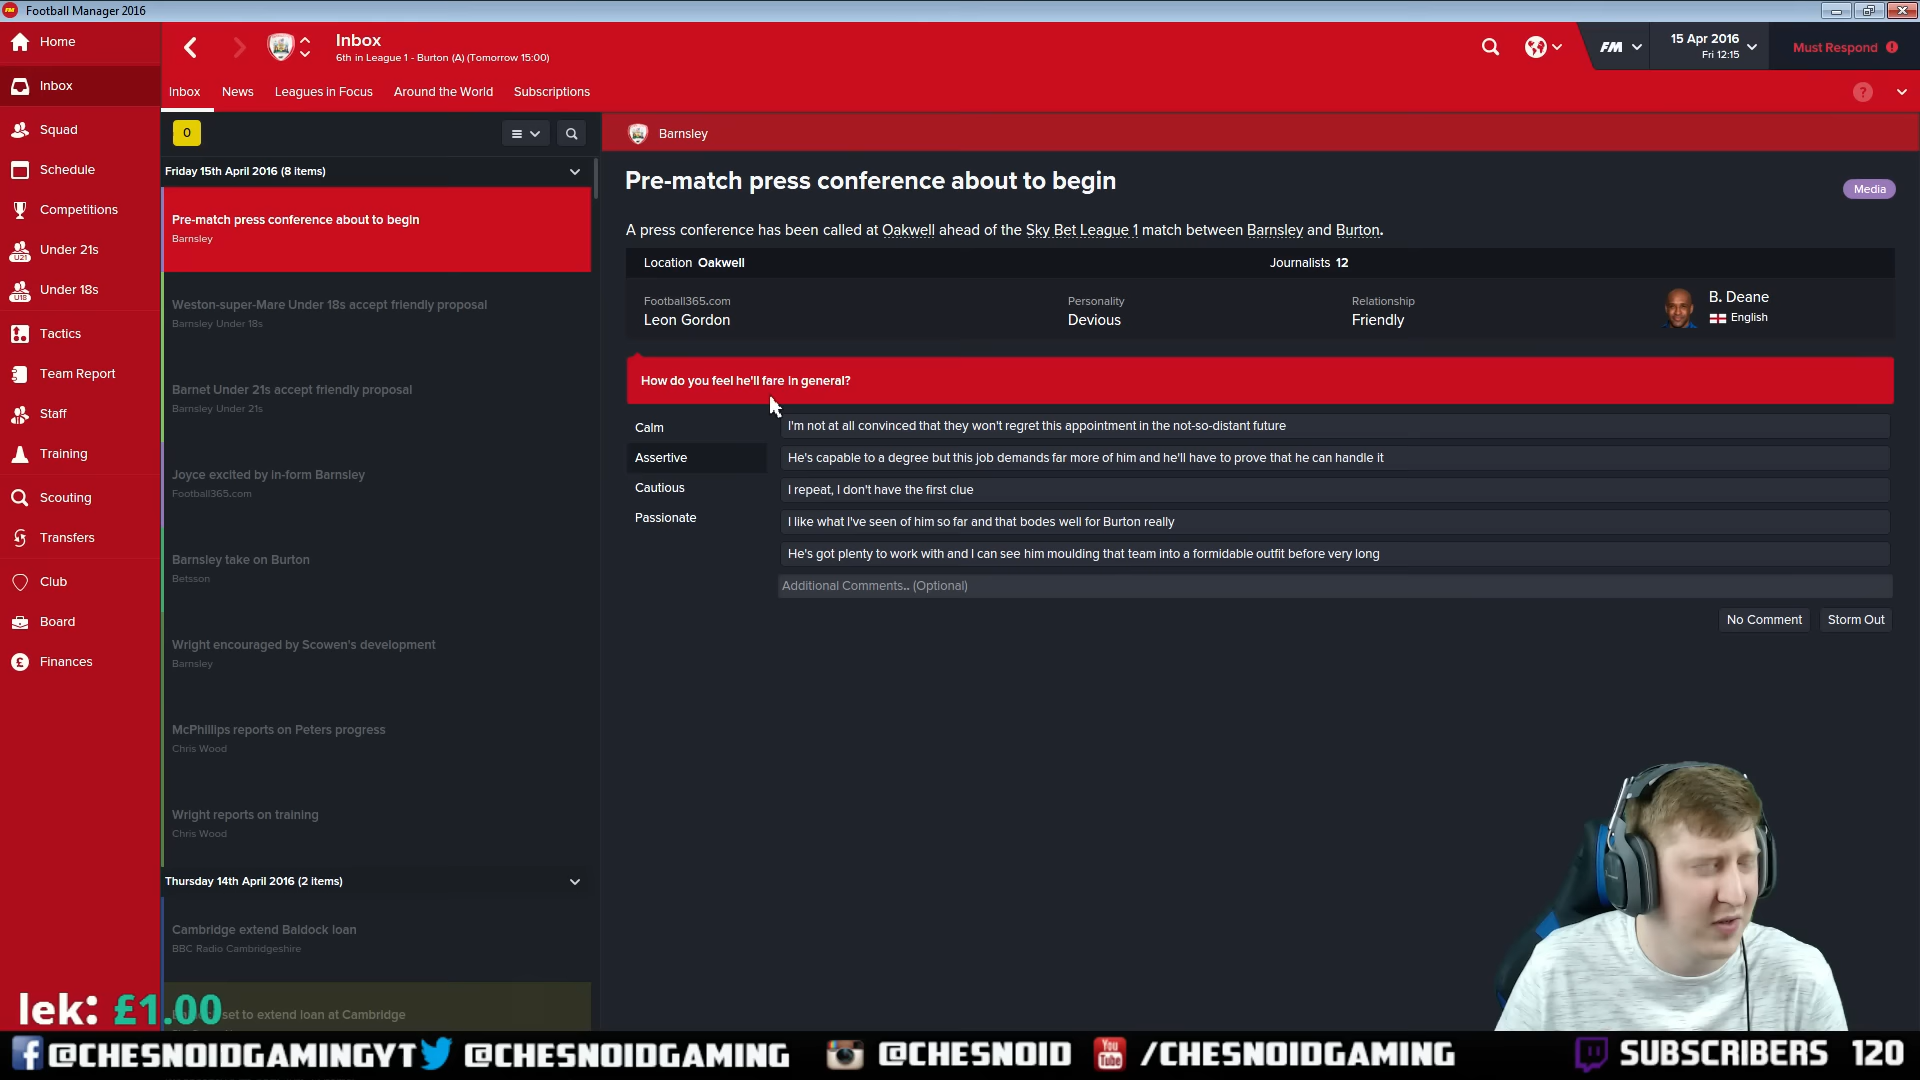 Football Manager 2016
Home
Inbox
Squad
Schedule
Competitions
Under 21s
Under 18s
Tactics
Team Report
Staff
Training
Scouting
Transfers
Club
Board
Finances
Inbox
6th in League 1 - Burton (A) (Tomorrow 15:00)
FM
15 Apr 2016
Fri 12:15
Must Respond
Inbox News Leagues in Focus Around the World Subscriptions
0
Friday 15th April 2016 (8 items)
Pre-match press conference about to begin
Barnsley
Weston-super-Mare Under 18s accept friendly proposal
Barnsley Under 18s
Barnet Under 21s accept friendly proposal
Barnsley Under 21s
Joyce excited by in-form Barnsley
Football365.com
Barnsley take on Burton
Betsson
Wright encouraged by Scowen's development
Barnsley
McPhillips reports on Peters progress
Chris Wood
Wright reports on training
Chris Wood
Thursday 14th April 2016 (2 items)
Cambridge extend Baldock loan
BBC Radio Cambridgeshire
set to extend loan at Cambridge
Barnsley
Pre-match press conference about to begin
Media
A press conference has been called at Oakwell ahead of the Sky Bet League 1 match between Barnsley and Burton.
Location Oakwell
Journalists 12
Football365.com
Leon Gordon
Personality
Devious
Relationship
Friendly
B. Deane
English
How do you feel he'll fare in general?
Calm
Assertive
Cautious
Passionate
I'm not at all convinced that they won't regret this appointment in the not-so-distant future
He's capable to a degree but this job demands far more of him and he'll have to prove that he can handle it
I repeat, I don't have the first clue
I like what I've seen of him so far and that bodes well for Burton really
He's got plenty to work with and I can see him moulding that team into a formidable outfit before very long
Additional Comments.. (Optional)
No Comment
Storm Out
lek: £1.00
@CHESNOIDGAMINGYT @CHESNOIDGAMING @CHESNOID /CHESNOIDGAMING SUBSCRIBERS 120